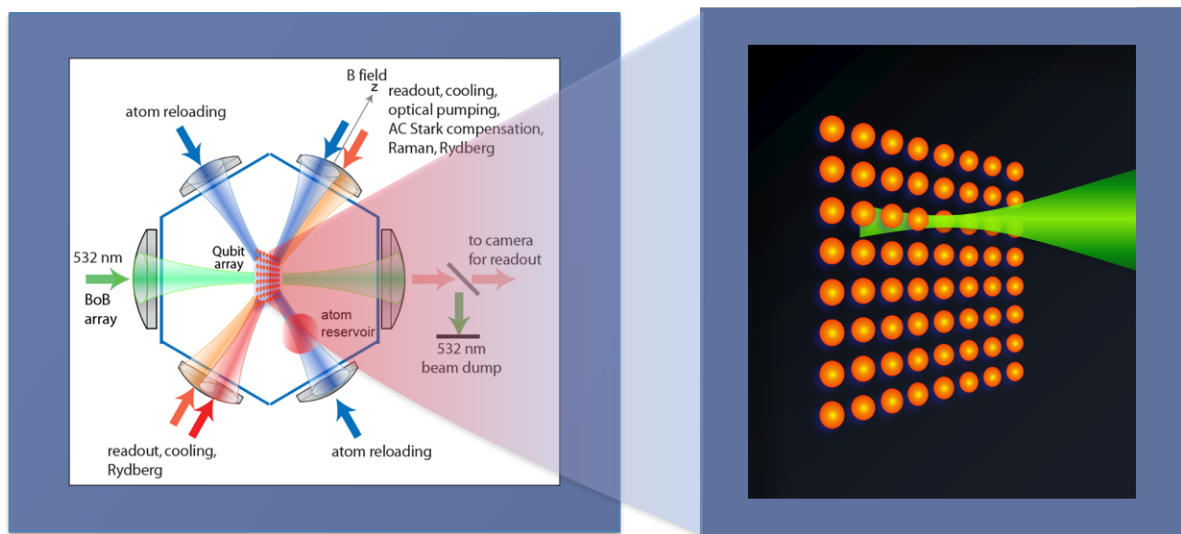 B field
z
readout, cooling,
optical pumping,
AC Stark compensation,
Raman, Rydberg
atom reloading
532 nm
BoB
array
Qubit
array
to camera
for readout
atom
reservoir
532 nm
beam dump
readout, cooling,
Rydberg
atom reloading